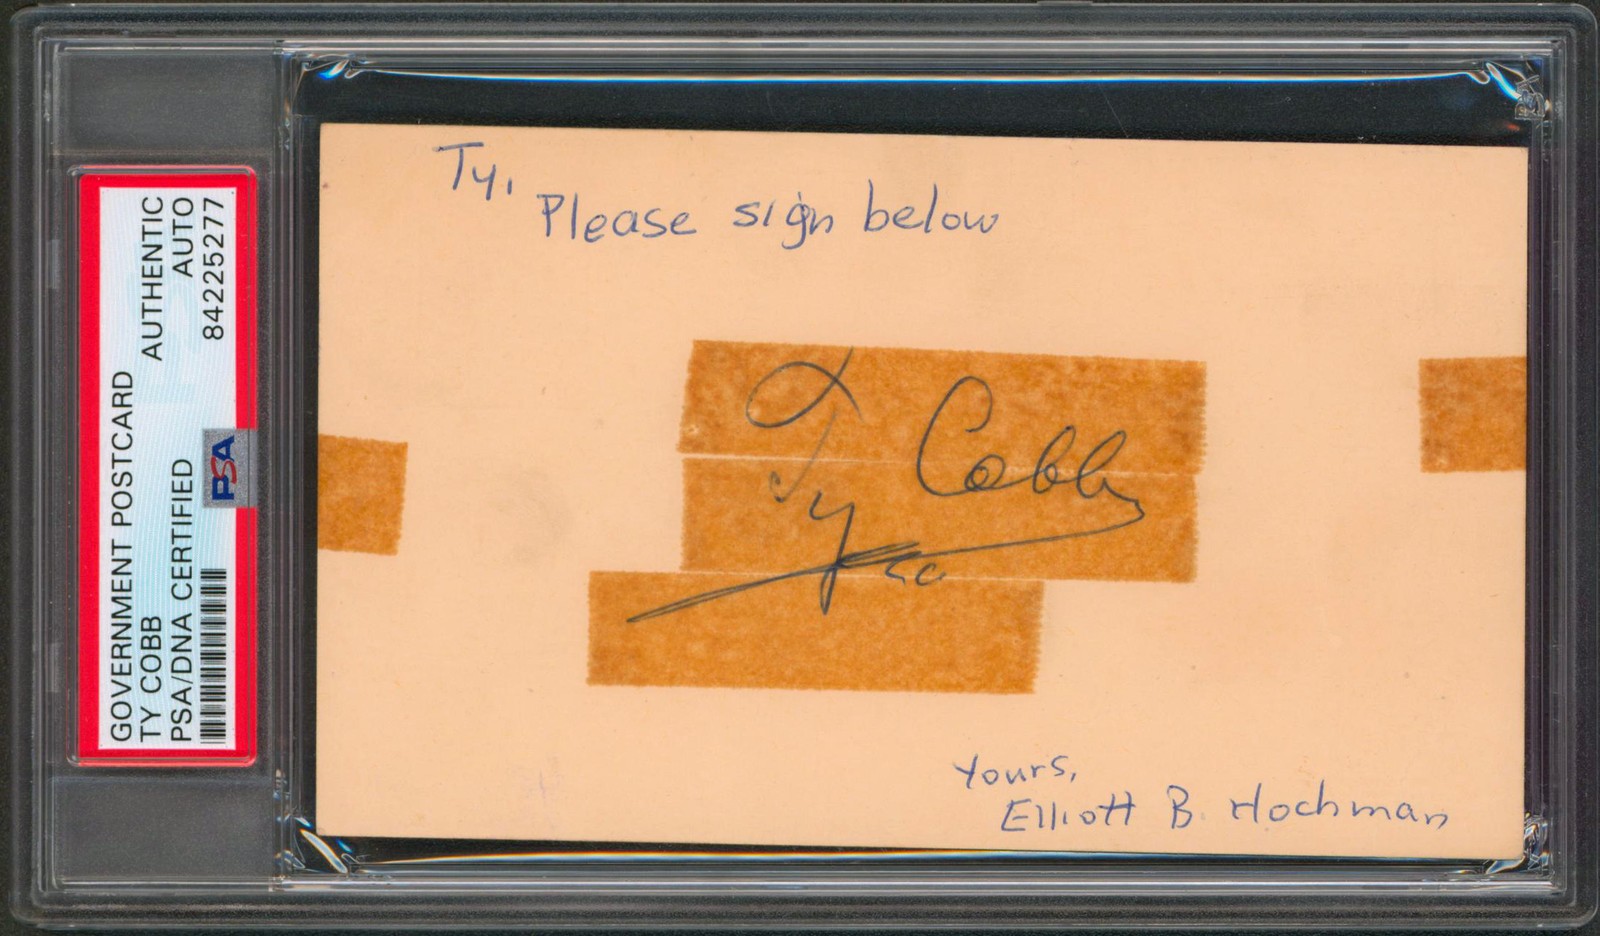 GOVERNMENT POSTCARD
AUTHENTIC
TY COBB
AUTO
PSA/DNA CERTIFIED
84225277
PSA
Ty,
Please sign below
Ty Cobb
Yours,
Elliott B. Hochman